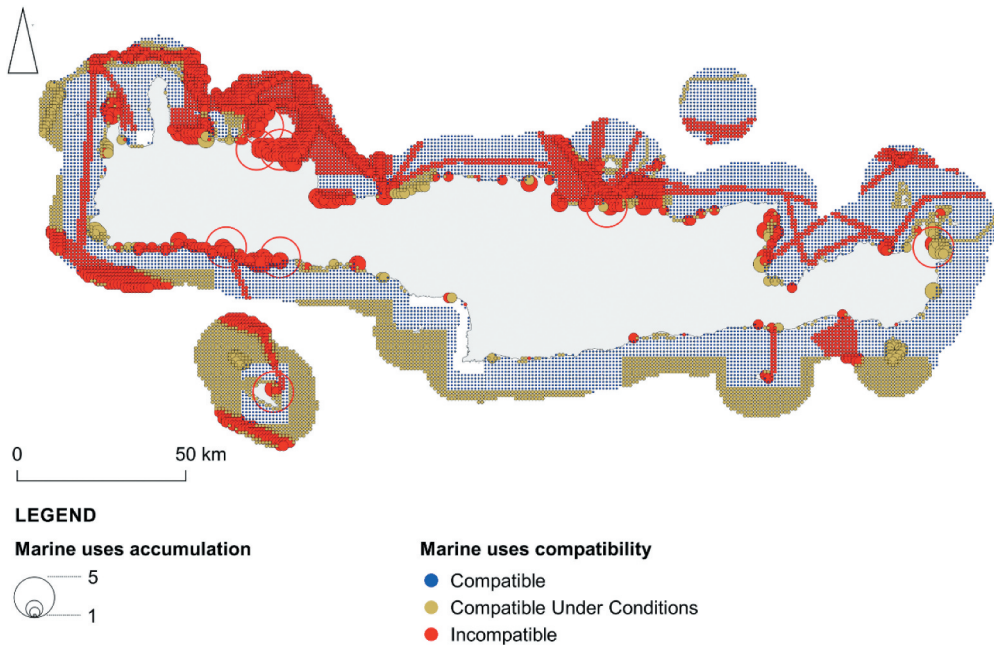 0
50 km
LEGEND
Marine uses accumulation
5
1
Marine uses compatibility
Compatible
Compatible Under Conditions
Incompatible